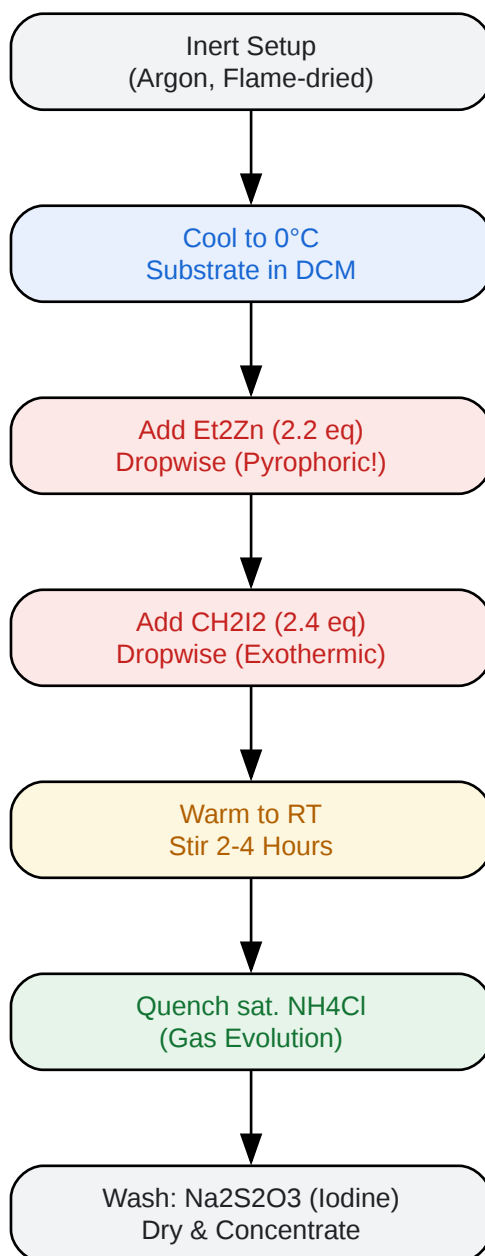 Inert Setup
(Argon, Flame-dried)
Cool to 0°C
Substrate in DCM
Add Et2Zn (2.2 eq)
Dropwise (Pyrophoric!)
Add CH2I2 (2.4 eq)
Dropwise (Exothermic)
Warm to RT
Stir 2-4 Hours
Quench sat. NH4Cl
(Gas Evolution)
Wash: Na2S2O3 (Iodine)
Dry & Concentrate